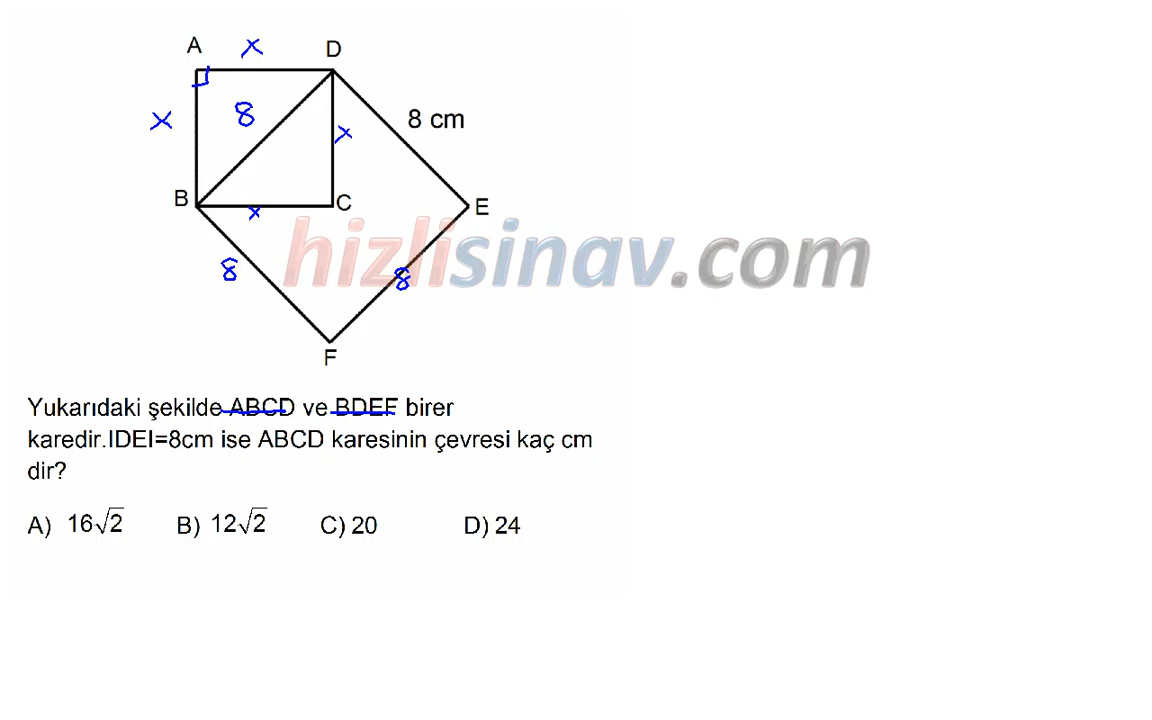 A x D
x 8 x 8 cm
B x C E
8 8
hizlisinav.com
F
Yukarıdaki şekilde ABCD ve BDEF birer
karedir.IDEI=8cm ise ABCD karesinin çevresi kaç cm
dir?
A) 16√2 B) 12√2 C) 20 D) 24